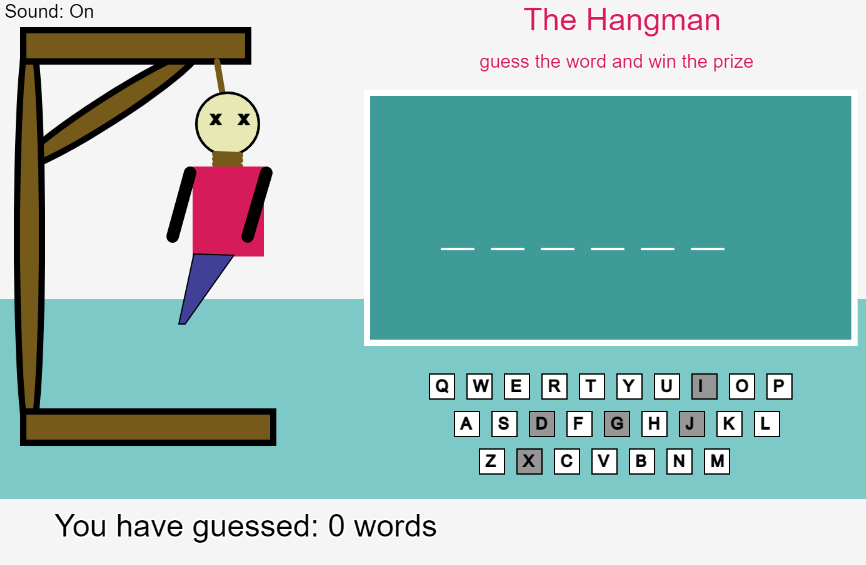 Sound: On
The Hangman
guess the word and win the prize
x x
Q W E R T Y U I O P
A S D F G H J K L
Z X C V B N M
You have guessed: 0 words